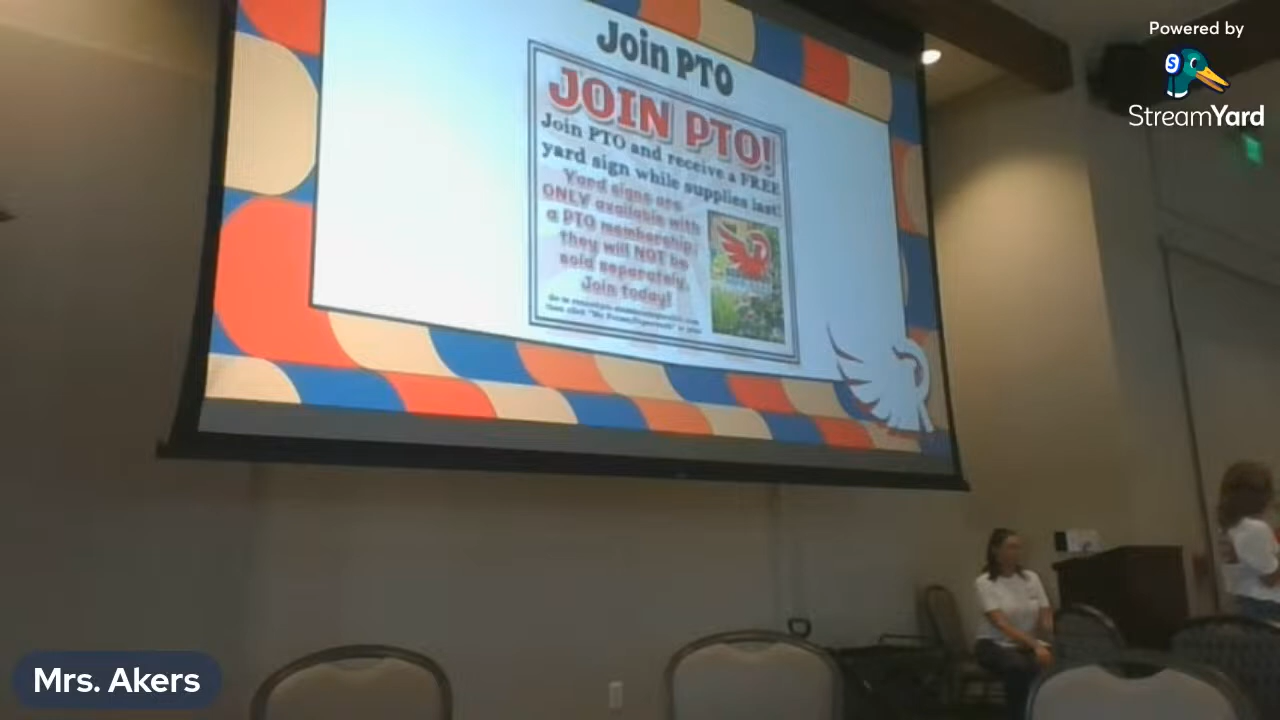 Powered by
StreamYard
Join PTO
JOIN PTO!
Join PTO and receive a FREE
yard sign while supplies last!
Yard signs are
ONLY available with
a PTO membership,
they will NOT be
sold separately.
Join today!
Mrs. Akers